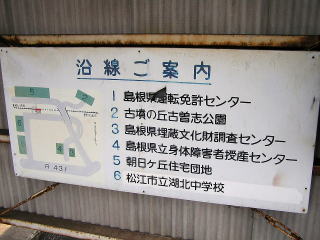 沿線ご案内
1 島根県運転免許センター
2 古墳の丘古曽志公園
3 島根県埋蔵文化財調査センター
4 島根県立身体障害者授産センター
5 朝日ケ丘住宅団地
6 松江市立湖北中学校
R 431